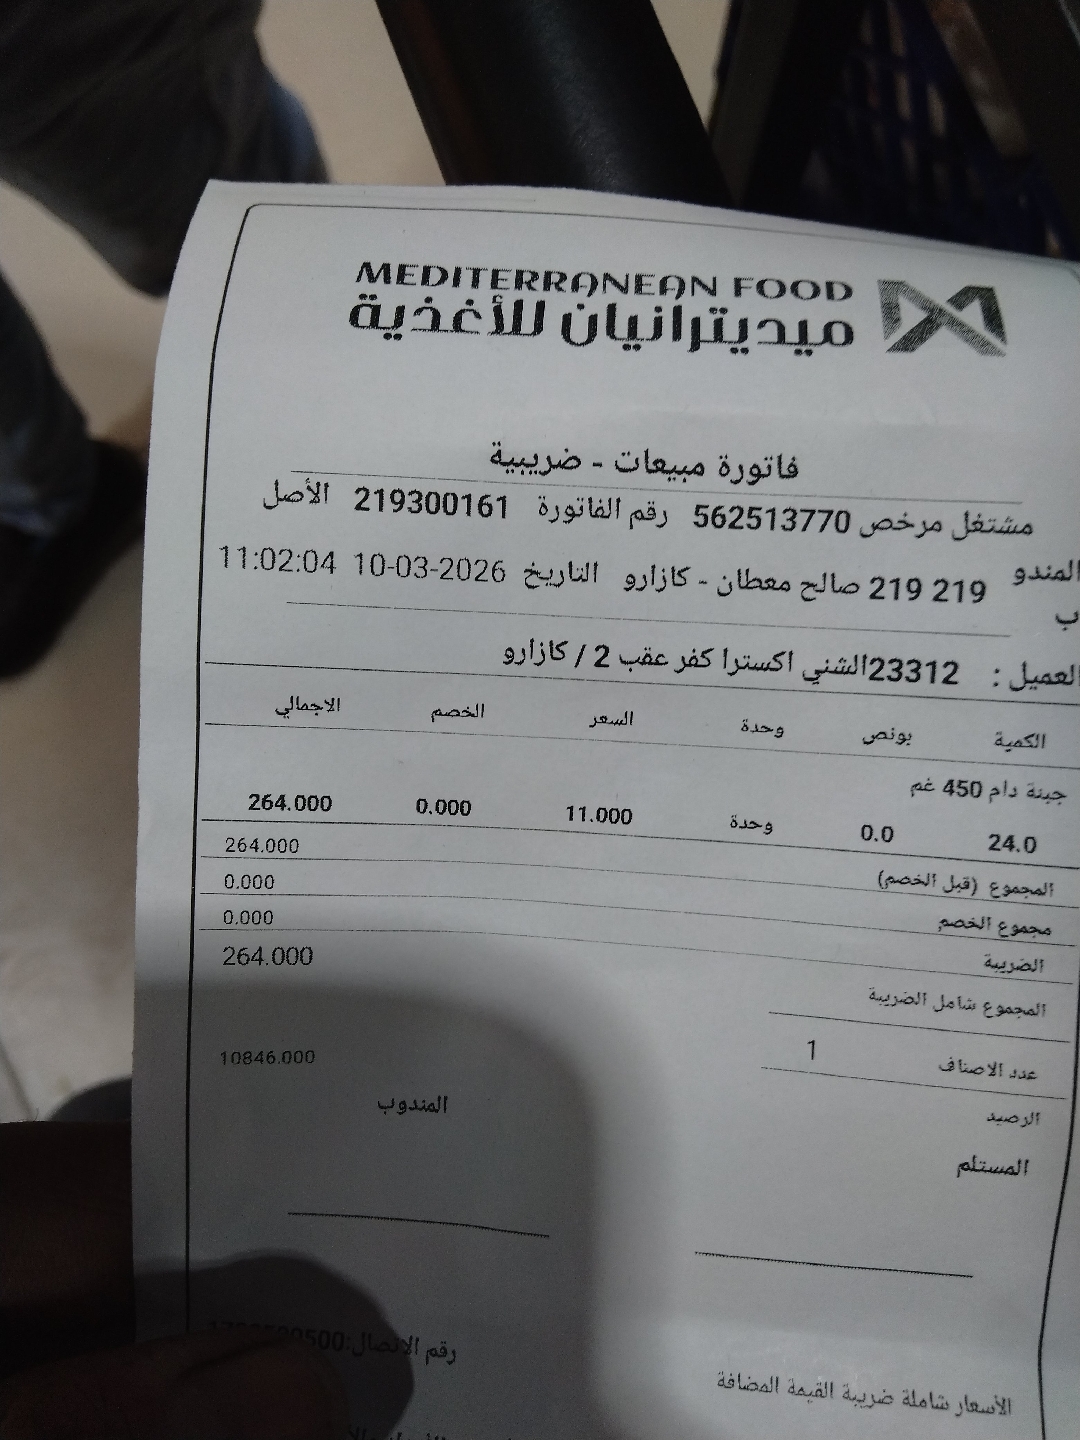 MEDITERRANEAN FOOD
ميديترانيان للأغذية
فاتورة مبيعات - ضريبية
مشتغل مرخص 562513770 رقم الفاتورة 219300161 الأصل
المندوب 219 219 صالح معطان - كازارو التاريخ 10-03-2026 11:02:04
العميل : 23312الشني اكسترا كفر عقب 2 / كازارو
الكمية بونص وحدة السعر الخصم الاجمالي
جبنة دام 450 غم
24.0 0.0 وحدة 11.000 0.000 264.000
المجموع (قبل الخصم) 264.000
مجموع الخصم 0.000
الضريبة 0.000
المجموع شامل الضريبة 264.000
عدد الاصناف 1
الرصيد 10846.000
المستلم المندوب
رقم الاتصال:
الأسعار شاملة ضريبة القيمة المضافة